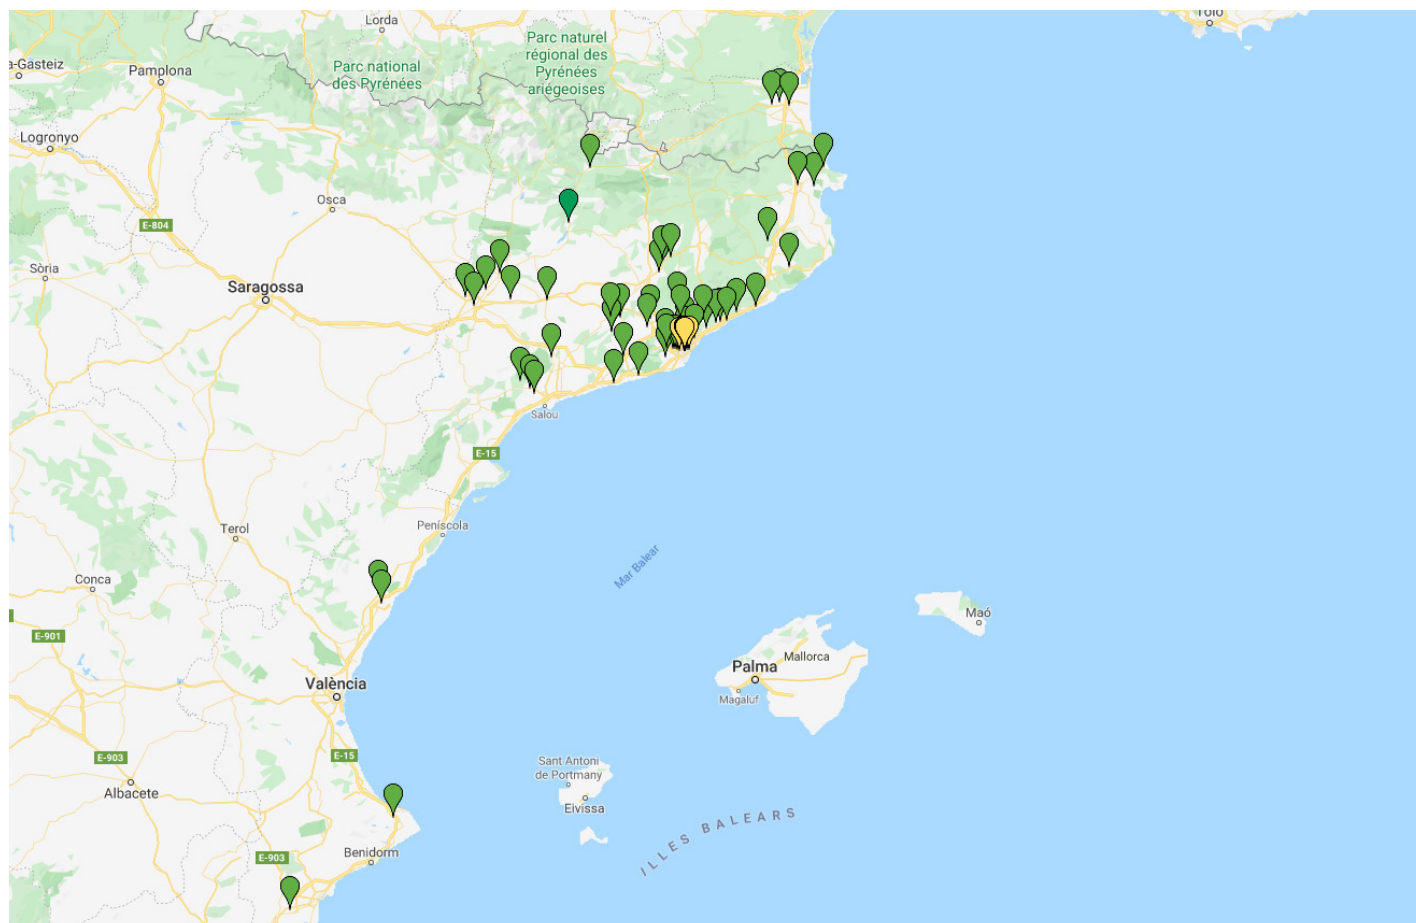 Lorda
Tolo
Parc naturel
régional des
Pyrénées
ariégeoises
a-Gasteiz
Pamplona
Parc national
des Pyrénées
Logronyo
Osca
E-804
Sòria
Saragossa
Salou
E-15
Peníscola
Terol
Mar Balear
Conca
E-901
Maó
Mallorca
Palma
Magaluf
València
E-15
E-903
Sant Antoni
de Portmany
Albacete
Eivissa
ILLES BALEARS
Benidorm
E-903